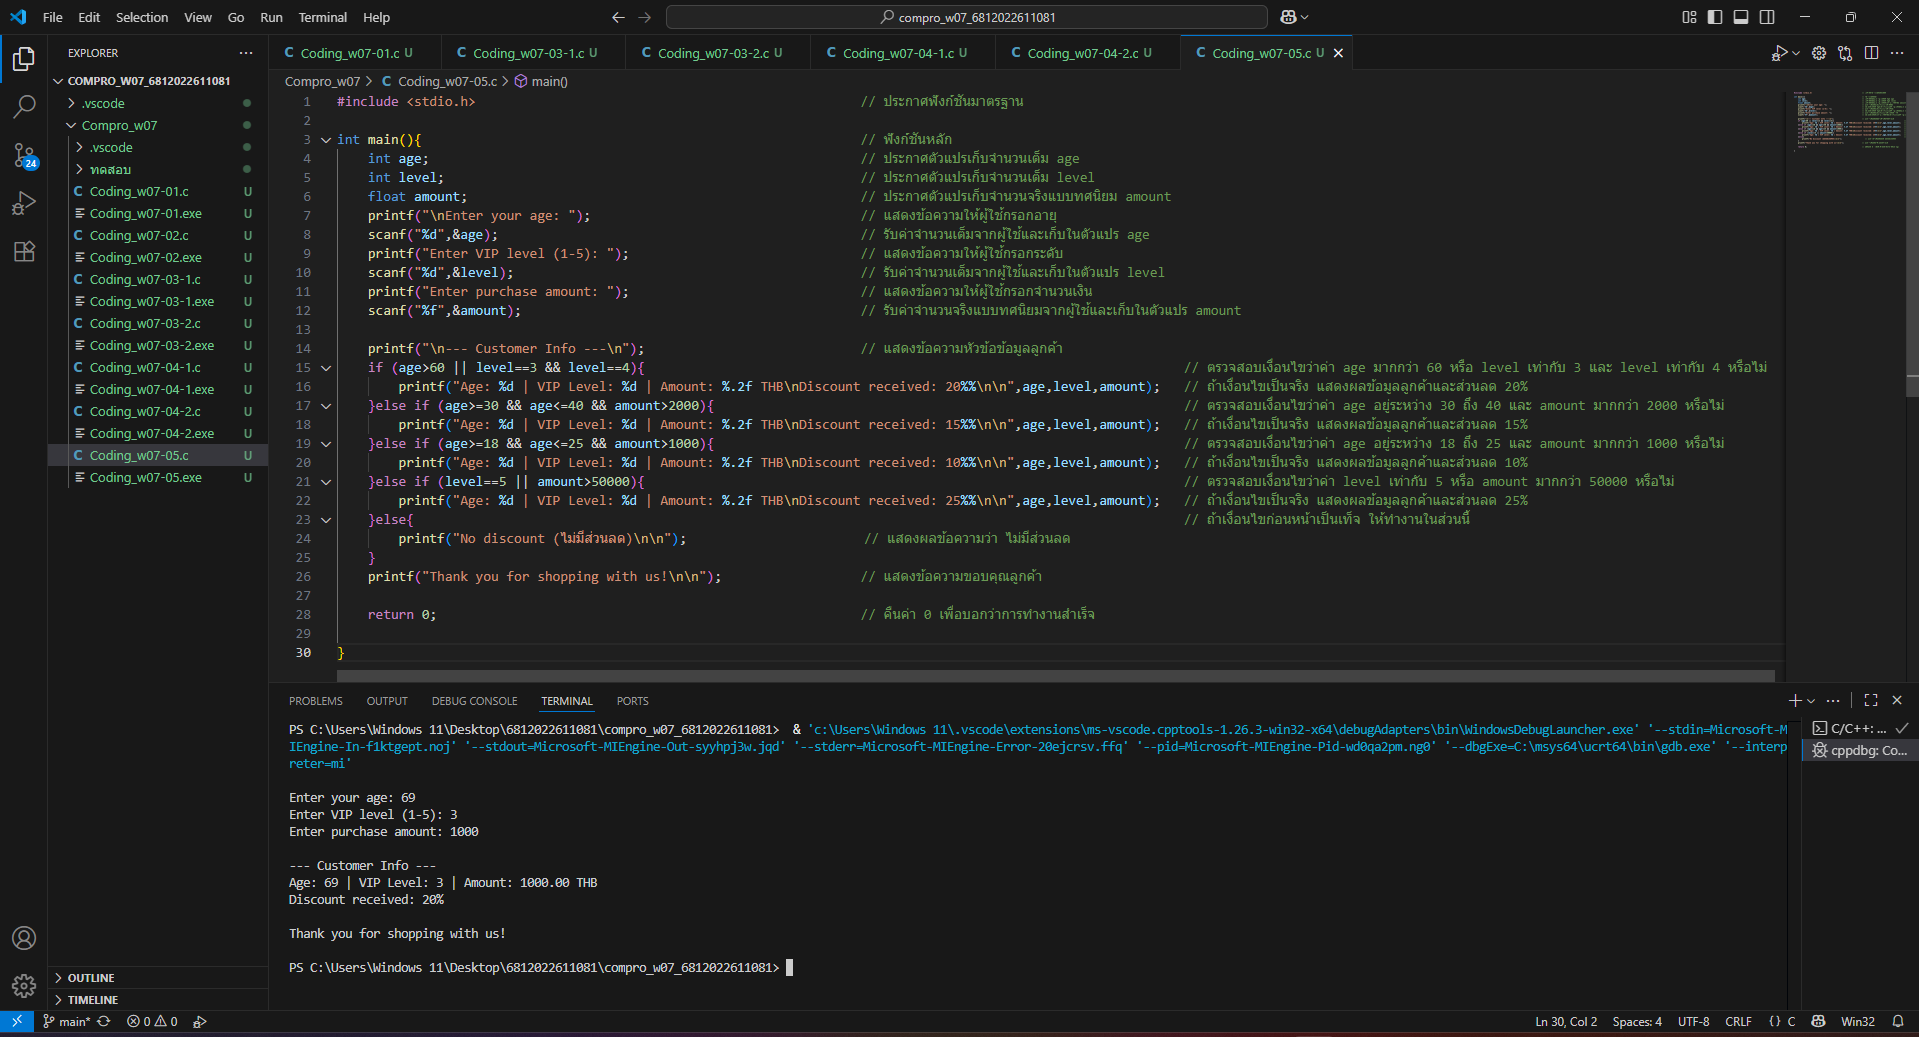 File Edit Selection View Go Run Terminal Help
compro_w07_6812022611081
EXPLORER
COMPRO_W07_6812022611081
.vscode
Compro_w07
.vscode
ทดสอบ
Coding_w07-01.c U
Coding_w07-01.exe U
Coding_w07-02.c U
Coding_w07-02.exe U
Coding_w07-03-1.c U
Coding_w07-03-1.exe U
Coding_w07-03-2.c U
Coding_w07-03-2.exe U
Coding_w07-04-1.c U
Coding_w07-04-1.exe U
Coding_w07-04-2.c U
Coding_w07-04-2.exe U
Coding_w07-05.c U
Coding_w07-05.exe U
24
OUTLINE
TIMELINE
C Coding_w07-01.c U C Coding_w07-03-1.c U C Coding_w07-03-2.c U C Coding_w07-04-1.c U C Coding_w07-04-2.c U C Coding_w07-05.c U
Compro_w07 > C Coding_w07-05.c > main()
1 #include <stdio.h> // ประกาศฟังก์ชันมาตรฐาน
2
3 int main(){ // ฟังก์ชันหลัก
4 int age; // ประกาศตัวแปรเก็บจำนวนเต็ม age
5 int level; // ประกาศตัวแปรเก็บจำนวนเต็ม level
6 float amount; // ประกาศตัวแปรเก็บจำนวนจริงแบบทศนิยม amount
7 printf("\nEnter your age: "); // แสดงข้อความให้ผู้ใช้กรอกอายุ
8 scanf("%d",&age); // รับค่าจำนวนเต็มจากผู้ใช้และเก็บในตัวแปร age
9 printf("Enter VIP level (1-5): "); // แสดงข้อความให้ผู้ใช้กรอกระดับ
10 scanf("%d",&level); // รับค่าจำนวนเต็มจากผู้ใช้และเก็บในตัวแปร level
11 printf("Enter purchase amount: "); // แสดงข้อความให้ผู้ใช้กรอกจำนวนเงิน
12 scanf("%f",&amount); // รับค่าจำนวนจริงแบบทศนิยมจากผู้ใช้และเก็บในตัวแปร amount
13
14 printf("\n--- Customer Info ---\n"); // แสดงข้อความหัวข้อข้อมูลลูกค้า
15 if (age>60 || level==3 && level==4){ // ตรวจสอบเงื่อนไขว่าค่า age มากกว่า 60 หรือ level เท่ากับ 3 และ level เท่ากับ 4 หรือไม่
16 printf("Age: %d | VIP Level: %d | Amount: %.2f THB\nDiscount received: 20%%\n\n",age,level,amount); // ถ้าเงื่อนไขเป็นจริง แสดงผลข้อมูลลูกค้าและส่วนลด 20%
17 }else if (age>=30 && age<=40 && amount>2000){ // ตรวจสอบเงื่อนไขว่าค่า age อยู่ระหว่าง 30 ถึง 40 และ amount มากกว่า 2000 หรือไม่
18 printf("Age: %d | VIP Level: %d | Amount: %.2f THB\nDiscount received: 15%%\n\n",age,level,amount); // ถ้าเงื่อนไขเป็นจริง แสดงผลข้อมูลลูกค้าและส่วนลด 15%
19 }else if (age>=18 && age<=25 && amount>1000){ // ตรวจสอบเงื่อนไขว่าค่า age อยู่ระหว่าง 18 ถึง 25 และ amount มากกว่า 1000 หรือไม่
20 printf("Age: %d | VIP Level: %d | Amount: %.2f THB\nDiscount received: 10%%\n\n",age,level,amount); // ถ้าเงื่อนไขเป็นจริง แสดงผลข้อมูลลูกค้าและส่วนลด 10%
21 }else if (level==5 || amount>50000){ // ตรวจสอบเงื่อนไขว่าค่า level เท่ากับ 5 หรือ amount มากกว่า 50000 หรือไม่
22 printf("Age: %d | VIP Level: %d | Amount: %.2f THB\nDiscount received: 25%%\n\n",age,level,amount); // ถ้าเงื่อนไขเป็นจริง แสดงผลข้อมูลลูกค้าและส่วนลด 25%
23 }else{ // ถ้าเงื่อนไขก่อนหน้าเป็นเท็จ ให้ทำงานในส่วนนี้
24 printf("No discount (ไม่มีส่วนลด)\n\n"); // แสดงผลข้อความว่า ไม่มีส่วนลด
25 }
26 printf("Thank you for shopping with us!\n\n"); // แสดงข้อความขอบคุณลูกค้า
27
28 return 0; // คืนค่า 0 เพื่อบอกว่าการทำงานสำเร็จ
29
30 }
PROBLEMS OUTPUT DEBUG CONSOLE TERMINAL PORTS
PS C:\Users\Windows 11\Desktop\6812022611081\compro_w07_6812022611081> & 'c:\Users\Windows 11\.vscode\extensions\ms-vscode.cpptools-1.26.3-win32-x64\debugAdapters\bin\WindowsDebugLauncher.exe' '--stdin=Microsoft-M
IEngine-In-f1ktgept.noj' '--stdout=Microsoft-MIEngine-Out-syyhpj3w.jqd' '--stderr=Microsoft-MIEngine-Error-20ejcrsv.ffq' '--pid=Microsoft-MIEngine-Pid-wd0qa2pm.ng0' '--dbgExe=C:\msys64\ucrt64\bin\gdb.exe' '--interp
reter=mi'
Enter your age: 69
Enter VIP level (1-5): 3
Enter purchase amount: 1000
--- Customer Info ---
Age: 69 | VIP Level: 3 | Amount: 1000.00 THB
Discount received: 20%
Thank you for shopping with us!
PS C:\Users\Windows 11\Desktop\6812022611081\compro_w07_6812022611081>
C/C++: ...
cppdbg: Co...
main* 0 0 Ln 30, Col 2 Spaces: 4 UTF-8 CRLF {} C Win32